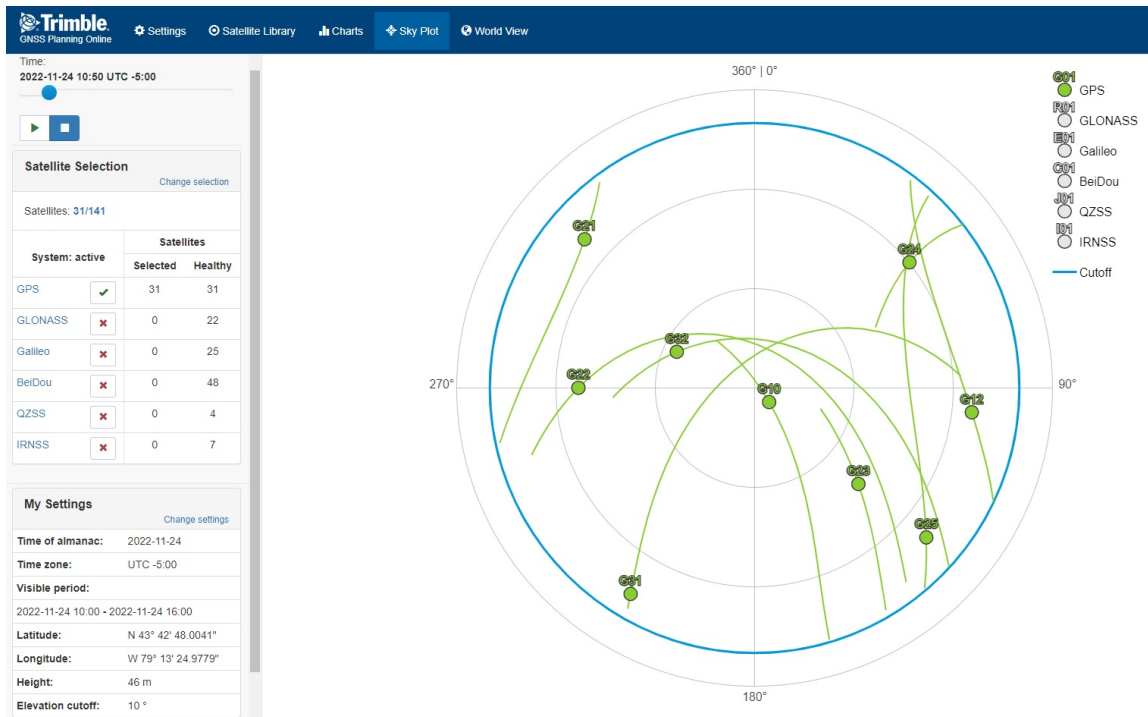 Trimble.
GNSS Planning Online
Settings
Satellite Library
Charts
Sky Plot
World View
Time:
2022-11-24 10:50 UTC -5:00
Satellite Selection
Change selection
Satellites: 31/141
System: active
Satellites
Selected Healthy
GPS 31 31
GLONASS 0 22
Galileo 0 25
BeiDou 0 48
QZSS 0 4
IRNSS 0 7
My Settings
Change settings
Time of almanac: 2022-11-24
Time zone: UTC -5:00
Visible period:
2022-11-24 10:00 - 2022-11-24 16:00
Latitude: N 43° 42' 48.0041"
Longitude: W 79° 13' 24.9779"
Height: 46 m
Elevation cutoff: 10 °
360° | 0°
G21
G24
G32
270°
G22
G10
90°
G12
G23
G25
G31
180°
G01
GPS
R01
GLONASS
E01
Galileo
C01
BeiDou
J01
QZSS
I01
IRNSS
Cutoff